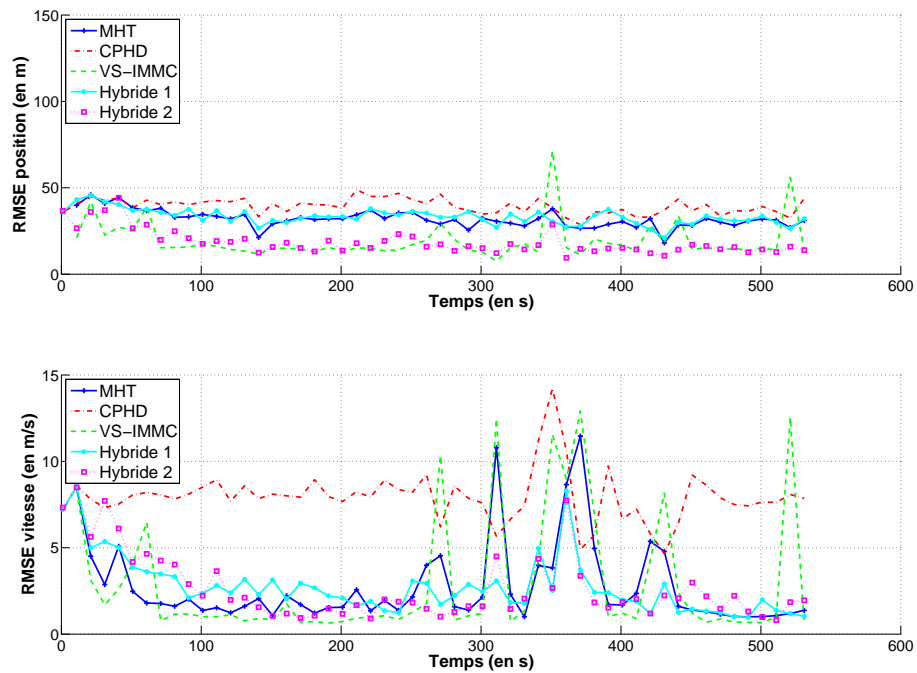 150
100
50
0
RMSE position (en m)
MHT
CPHD
VS−IMMC
Hybride 1
Hybride 2
0 100 200 300 400 500 600
Temps (en s)
15
10
5
0
RMSE vitesse (en m/s)
MHT
CPHD
VS−IMMC
Hybride 1
Hybride 2
0 100 200 300 400 500 600
Temps (en s)